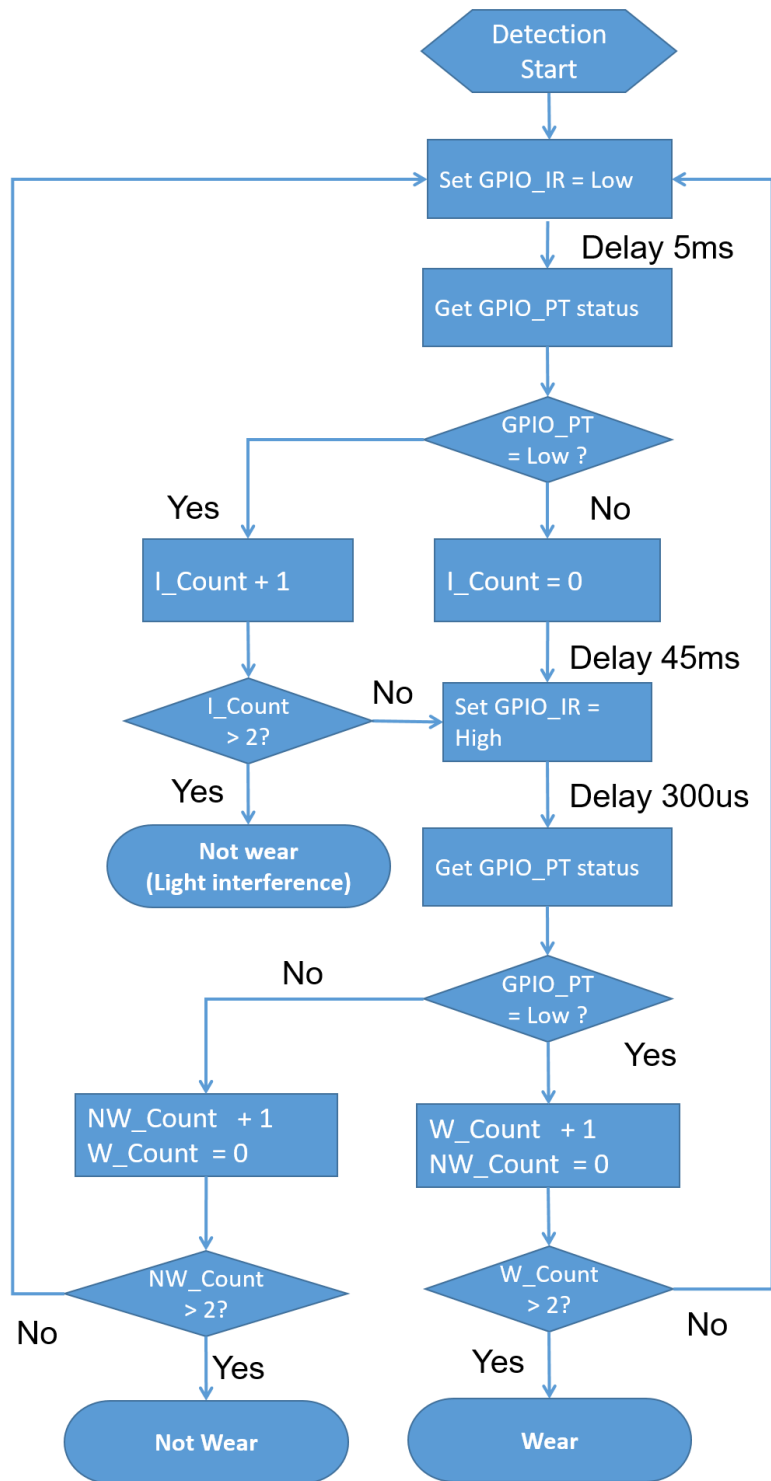 Detection
Start
Set GPIO_IR = Low
Delay 5ms
Get GPIO_PT status
GPIO_PT
= Low ?
Yes
No
I_Count + 1
I_Count = 0
Delay 45ms
I_Count
> 2?
No
Set GPIO_IR =
High
Yes
Delay 300us
Not wear
(Light interference)
Get GPIO_PT status
GPIO_PT
= Low ?
No
Yes
NW_Count + 1
W_Count = 0
W_Count + 1
NW_Count = 0
NW_Count
> 2?
W_Count
> 2?
No
No
Yes
Yes
Not Wear
Wear